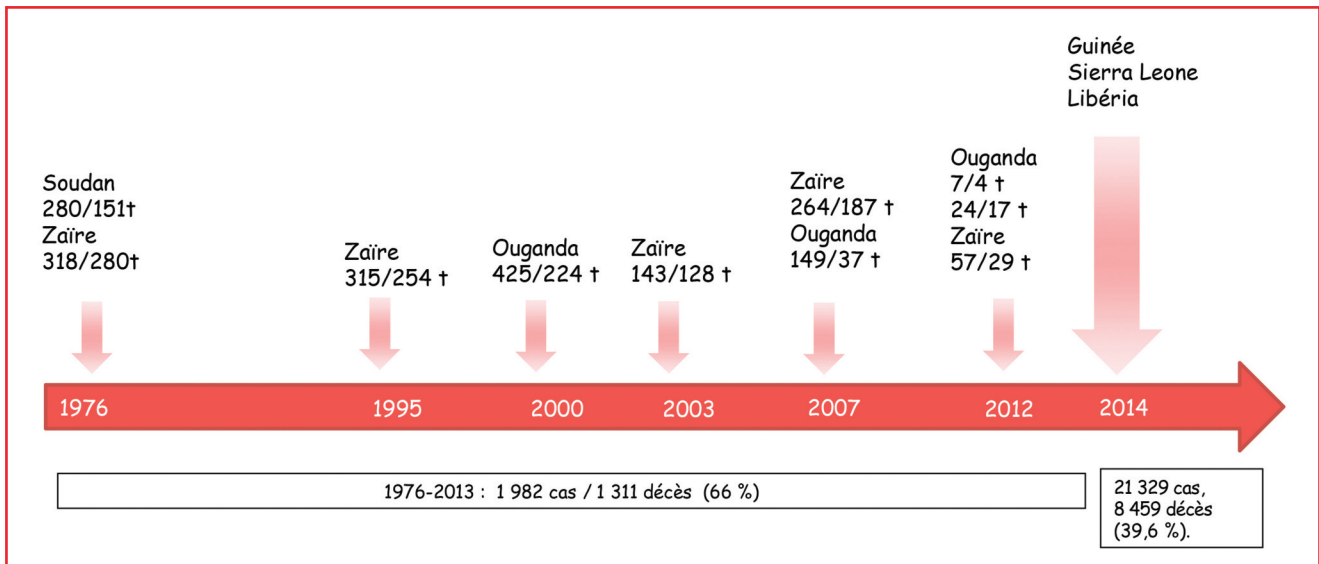 Soudan
280/151†
Zaïre
318/280†
Zaïre
315/254 †
Ouganda
425/224 †
Zaïre
143/128 †
Zaïre
264/187 †
Ouganda
149/37 †
Ouganda
7/4 †
24/17 †
Zaïre
57/29 †
Guinée
Sierra Leone
Libéria
1976
1995
2000
2003
2007
2012
2014
1976-2013 : 1 982 cas / 1 311 décès (66 %)
21 329 cas,
8 459 décès
(39,6 %).